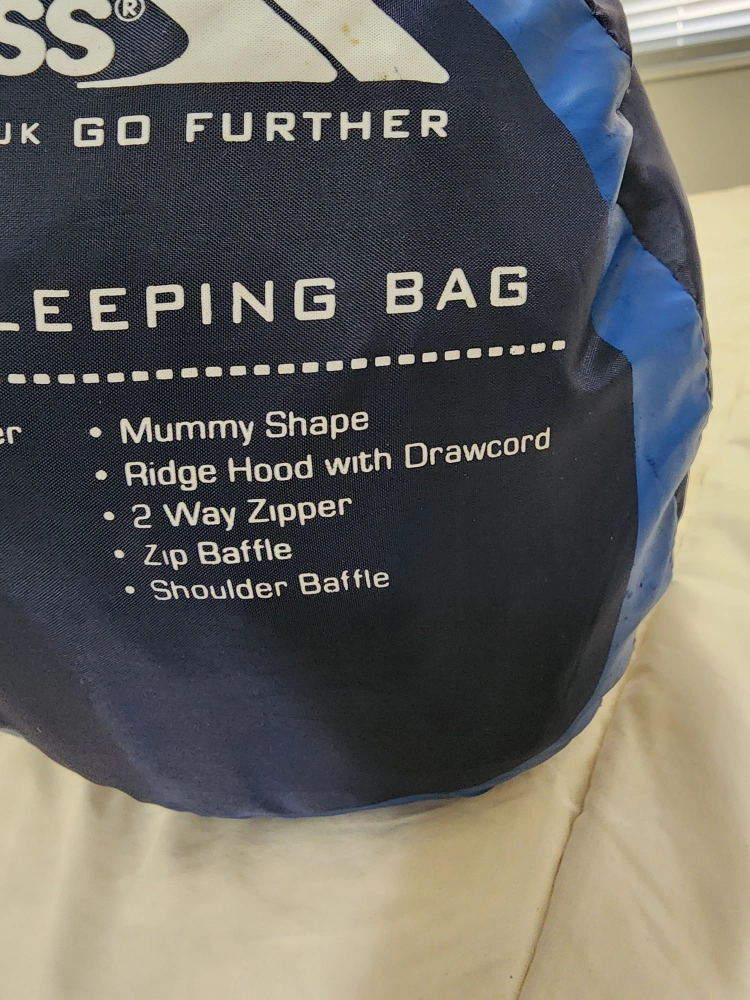 SS®
UK GO FURTHER
LEEPING BAG
er
• Mummy Shape
• Ridge Hood with Drawcord
• 2 Way Zipper
• Zip Baffle
• Shoulder Baffle